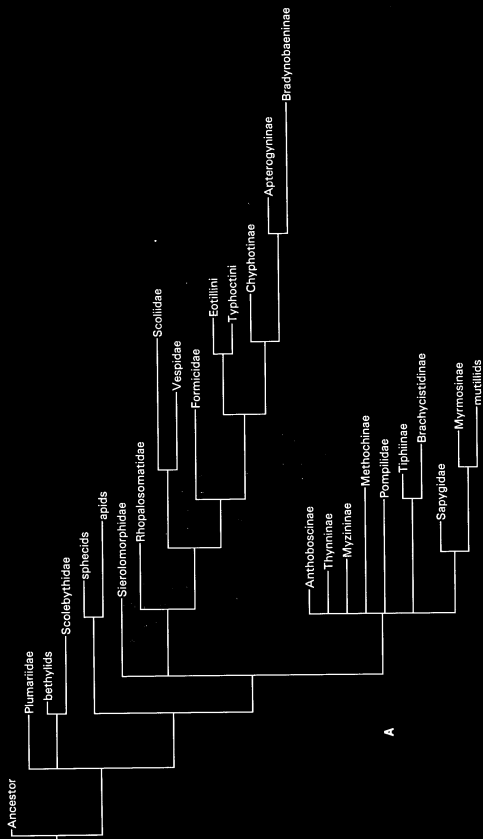 Ancestor
Plumariidae
bethylids
Scolebythidae
sphecids
apids
Sierolomorphidae
Rhopalosomatidae
Scoliidae
Vespidae
Formicidae
Eotillini
Typhoctini
Chyphotinae
Apterogyninae
Bradynobaeninae
Anthoboscinae
Thynninae
Myzininae
Methochinae
Pompilidae
Tiphiinae
Brachycistidinae
Sapygidae
Myrmosinae
mutillids
A